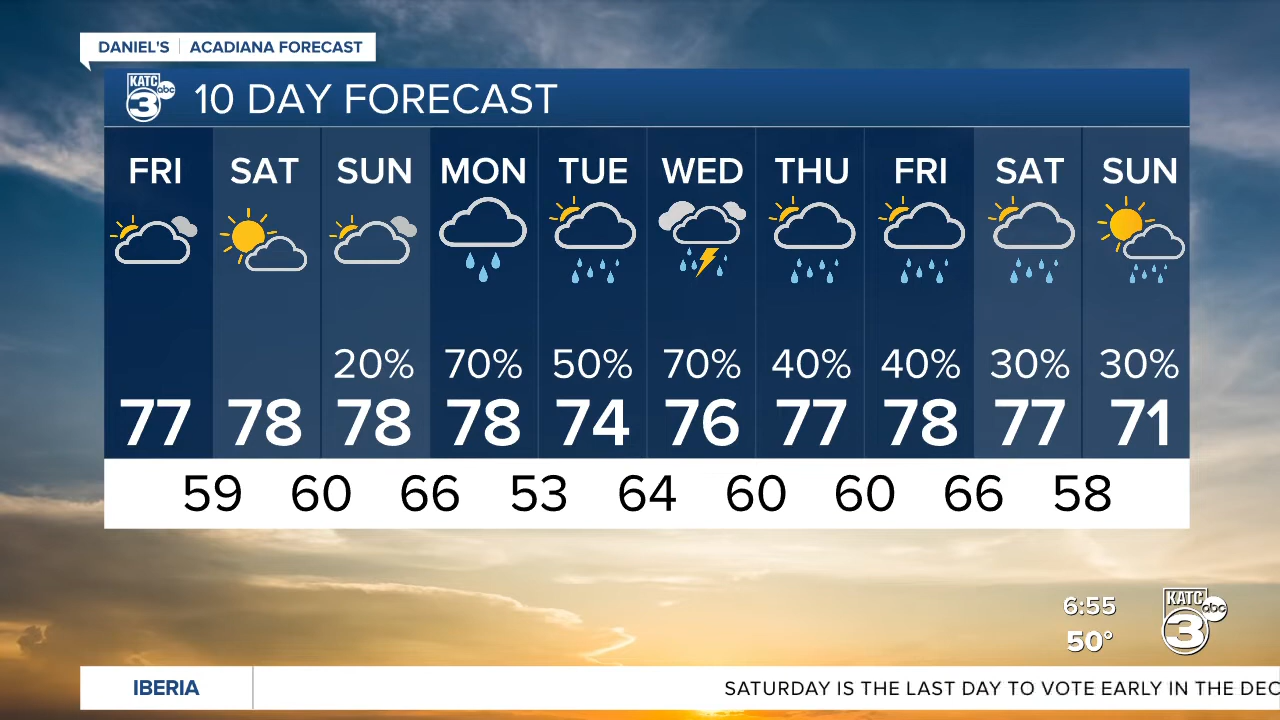 DANIEL'S | ACADIANA FORECAST
KATC abc 3
10 DAY FORECAST
FRI SAT SUN MON TUE WED THU FRI SAT SUN
20% 70% 50% 70% 40% 40% 30% 30%
77 78 78 78 74 76 77 78 77 71
59 60 66 53 64 60 60 66 58
6:55
50°
KATC abc 3
IBERIA
SATURDAY IS THE LAST DAY TO VOTE EARLY IN THE DEC